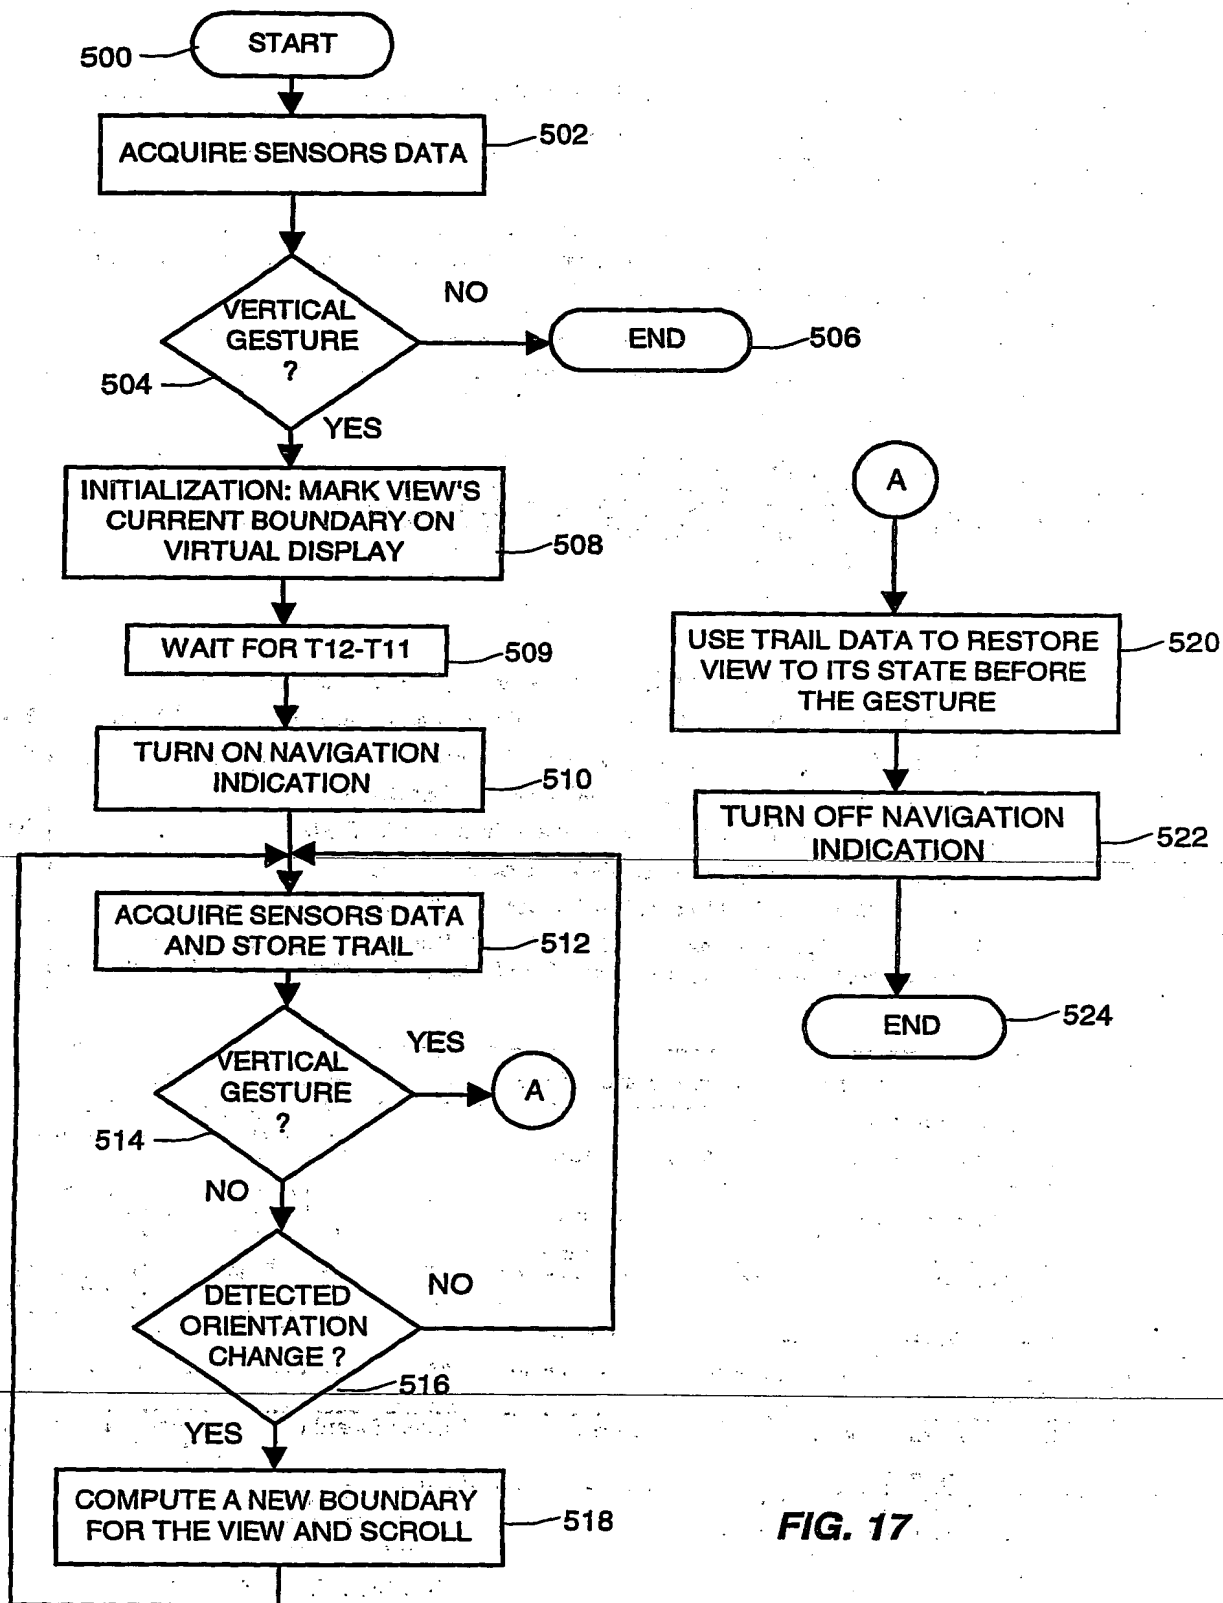 START
500
ACQUIRE SENSORS DATA
502
VERTICAL
GESTURE
?
504
NO
END
506
YES
INITIALIZATION: MARK VIEW'S
CURRENT BOUNDARY ON
VIRTUAL DISPLAY
508
WAIT FOR T12-T11
509
TURN ON NAVIGATION
INDICATION
510
ACQUIRE SENSORS DATA
AND STORE TRAIL
512
VERTICAL
GESTURE
?
514
YES
A
NO
DETECTED
ORIENTATION
CHANGE ?
516
NO
YES
COMPUTE A NEW BOUNDARY
FOR THE VIEW AND SCROLL
518
A
USE TRAIL DATA TO RESTORE
VIEW TO ITS STATE BEFORE
THE GESTURE
520
TURN OFF NAVIGATION
INDICATION
522
END
524
FIG. 17